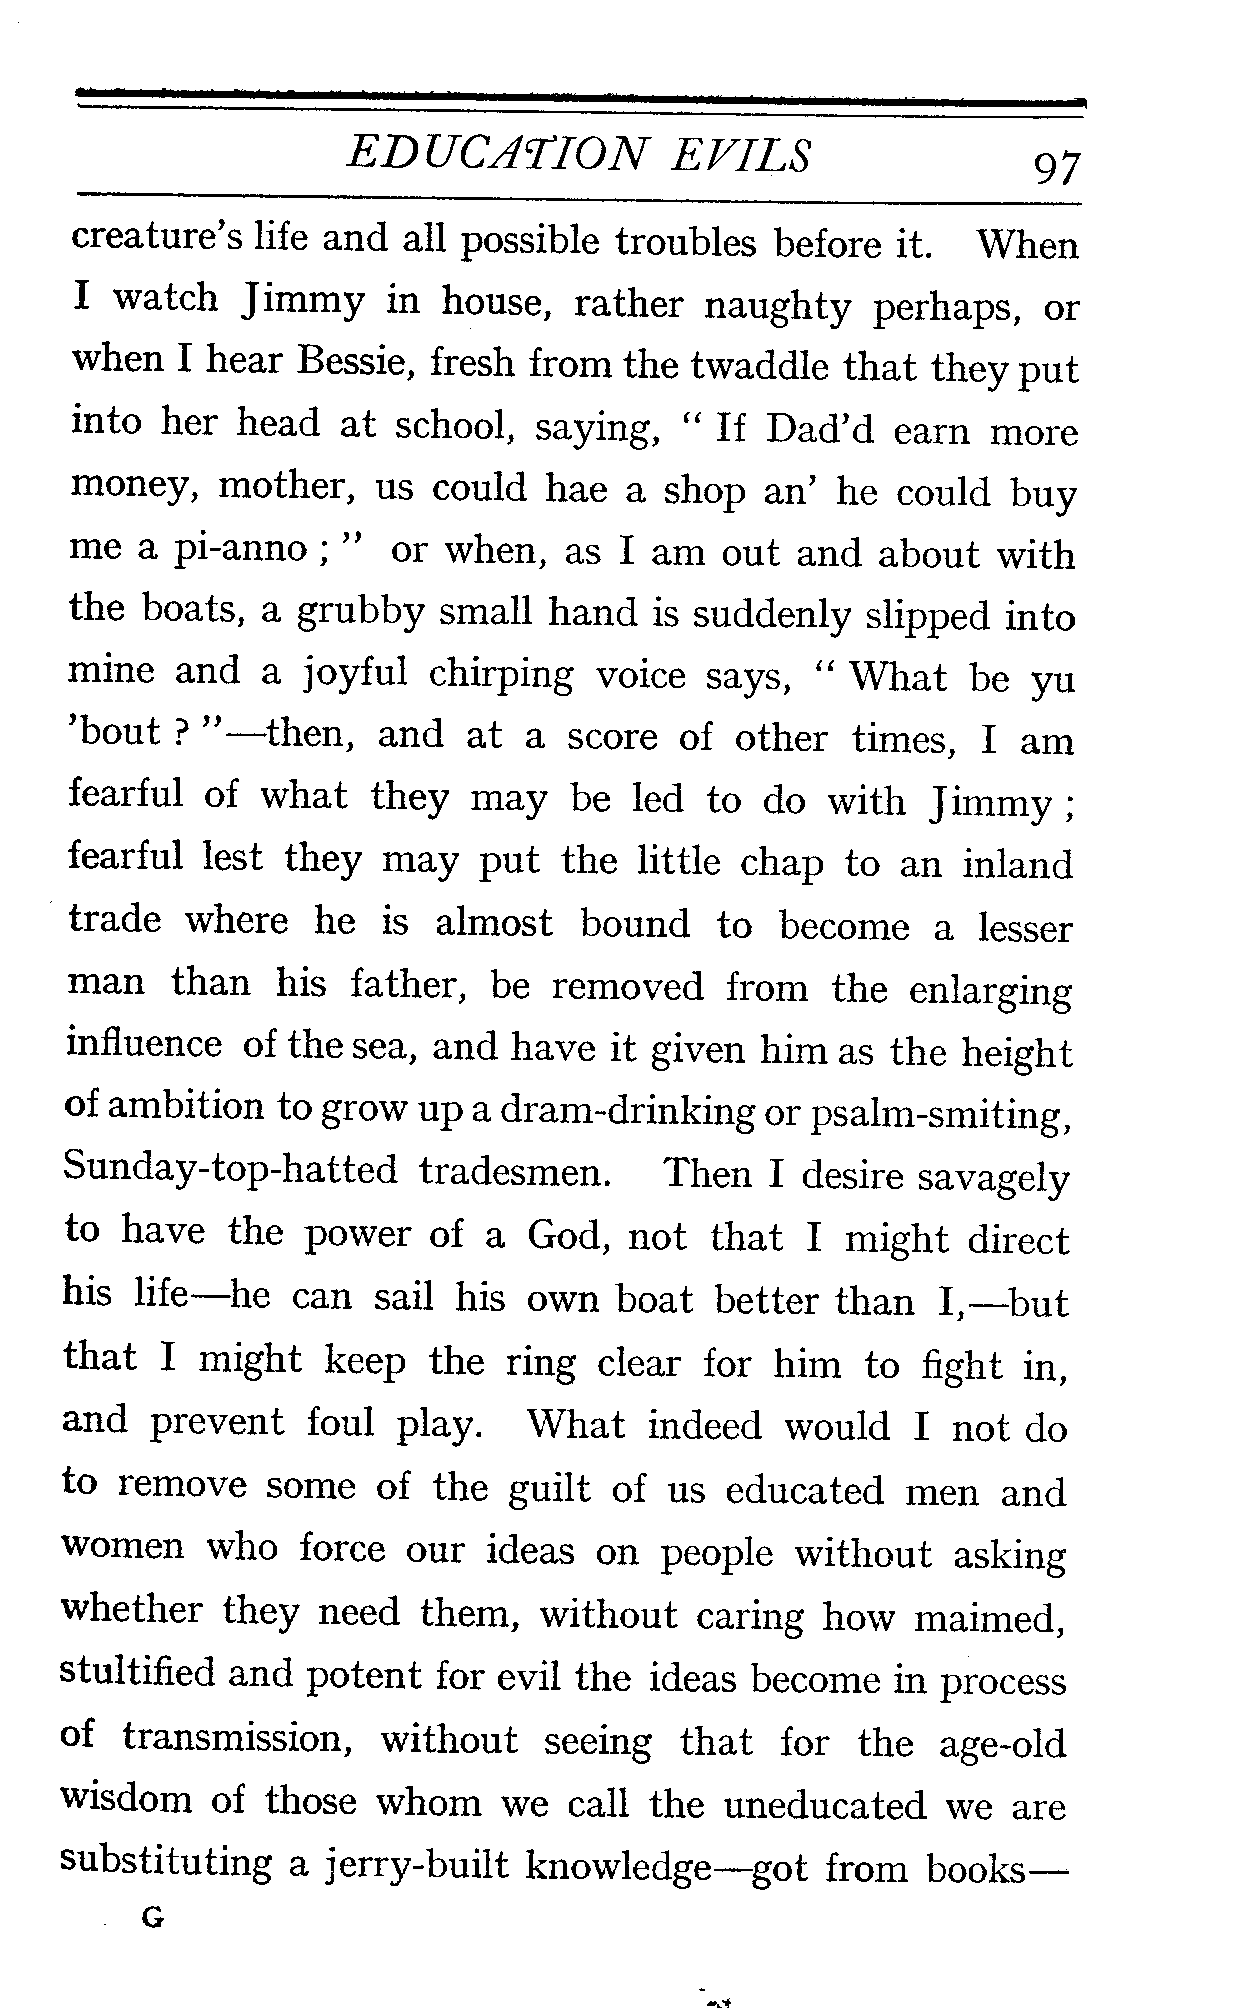 EDUCATION EVILS 97
creature's life and all possible troubles before it. When
I watch Jimmy in house, rather naughty perhaps, or
when I hear Bessie, fresh from the twaddle that they put
into her head at school, saying, " If Dad'd earn more
money, mother, us could hae a shop an' he could buy
me a pi-anno ; " or when, as I am out and about with
the boats, a grubby small hand is suddenly slipped into
mine and a joyful chirping voice says, " What be yu
'bout ? "—then, and at a score of other times, I am
fearful of what they may be led to do with Jimmy ;
fearful lest they may put the little chap to an inland
trade where he is almost bound to become a lesser
man than his father, be removed from the enlarging
influence of the sea, and have it given him as the height
of ambition to grow up a dram-drinking or psalm-smiting,
Sunday-top-hatted tradesmen. Then I desire savagely
to have the power of a God, not that I might direct
his life—he can sail his own boat better than I,—but
that I might keep the ring clear for him to fight in,
and prevent foul play. What indeed would I not do
to remove some of the guilt of us educated men and
women who force our ideas on people without asking
whether they need them, without caring how maimed,
stultified and potent for evil the ideas become in process
of transmission, without seeing that for the age-old
wisdom of those whom we call the uneducated we are
substituting a jerry-built knowledge—got from books—
G